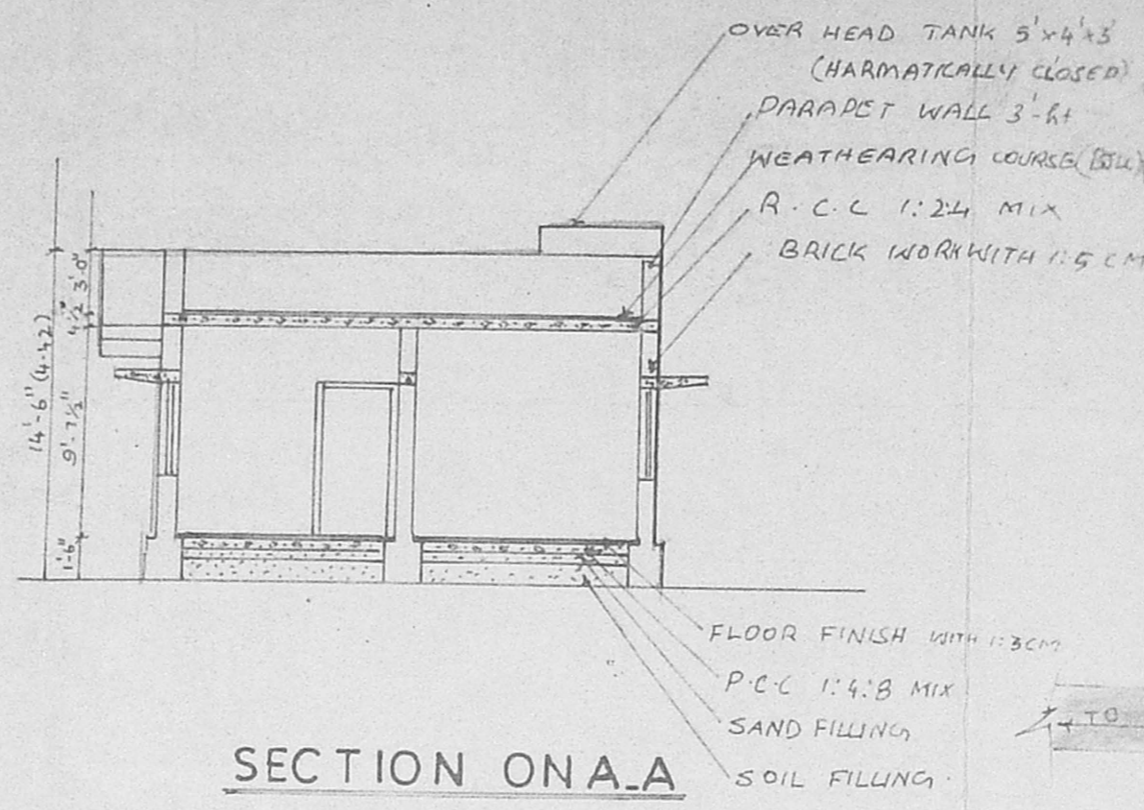 OVER HEAD TANK 5'x4'x3'
(HARMATICALLY CLOSED)
PARAPET WALL 3'-ht
WEATHEARING COURSE
R.C.C 1:2:4 MIX
BRICK WORK WITH 1:5 CM
3'-0"
4½"
14'-6" (4.42)
9'-7½"
1'-6"
FLOOR FINISH WITH 1:3 CM
P.C.C 1:4:8 MIX
SAND FILLING
SOIL FILLING
TO
SECTION ON A_A